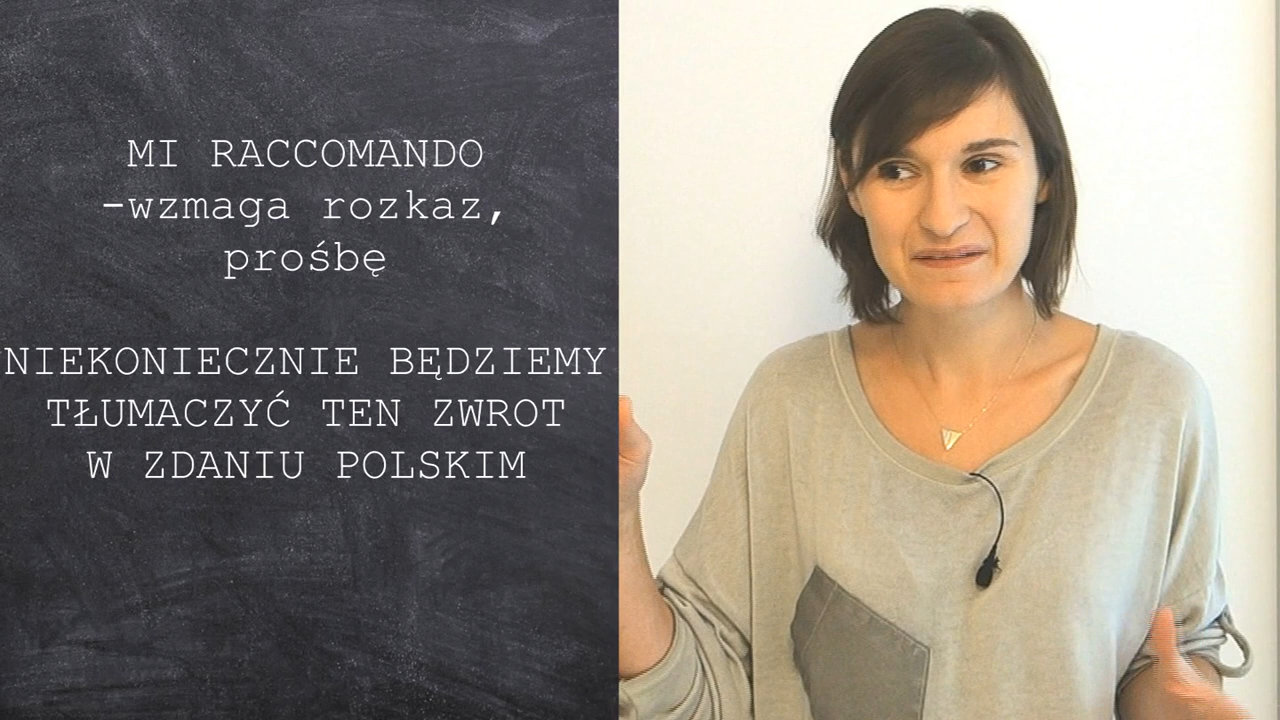 MI RACCOMANDO
-wzmaga rozkaz,
prośbę
NIEKONIECZNIE BĘDZIEMY
TŁUMACZYĆ TEN ZWROT
W ZDANIU POLSKIM